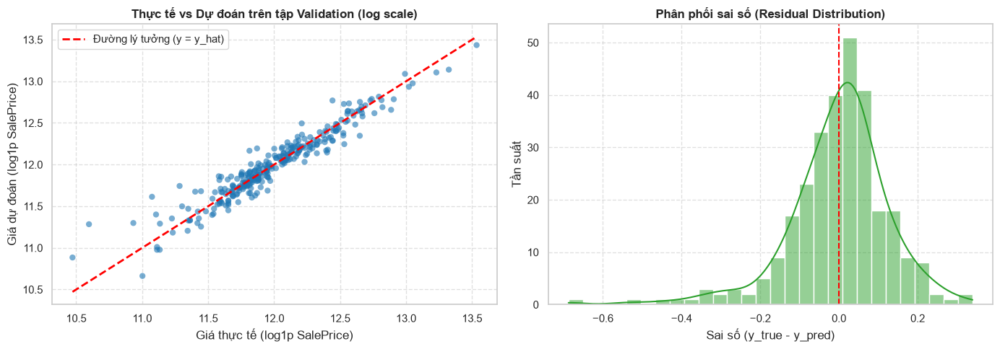 Thực tế vs Dự đoán trên tập Validation (log scale)
Đường lý tưởng (y = y_hat)
Giá dự đoán (log1p SalePrice)
13.5
13.0
12.5
12.0
11.5
11.0
10.5
10.5 11.0 11.5 12.0 12.5 13.0 13.5
Giá thực tế (log1p SalePrice)
Phân phối sai số (Residual Distribution)
Tần suất
50
40
30
20
10
0
−0.6 −0.4 −0.2 0.0 0.2
Sai số (y_true - y_pred)